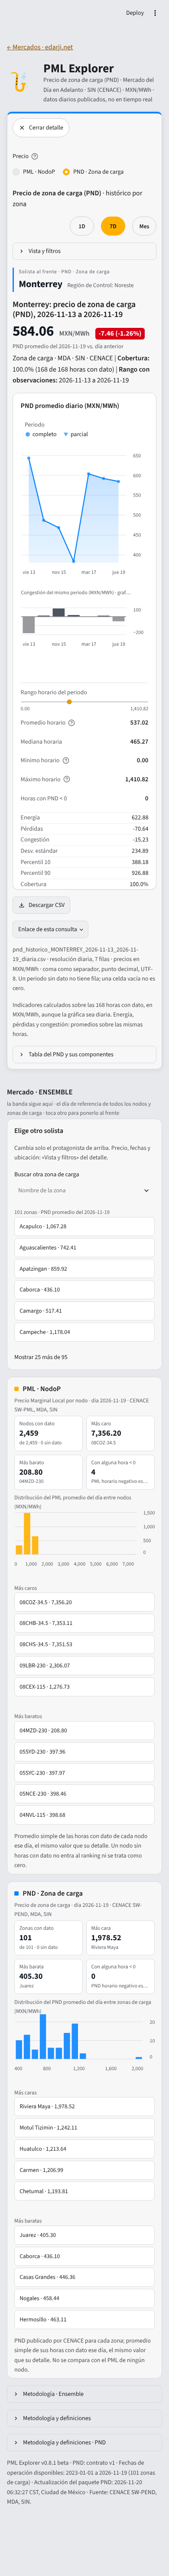 Deploy
← Mercados · edarji.net
PML Explorer
Precio de zona de carga (PND) · Mercado del
Día en Adelanto · SIN (CENACE) · MXN/MWh ·
datos diarios publicados, no en tiempo real
Cerrar detalle
Precio
PML · NodoP
PND · Zona de carga
Precio de zona de carga (PND) · histórico por
zona
1D
7D
Mes
Vista y filtros
Solista al frente · PND · Zona de carga
Monterrey Región de Control: Noreste
Monterrey: precio de zona de carga
(PND), 2026-11-13 a 2026-11-19
584.06 MXN/MWh -7.46 (-1.26%)
PND promedio del 2026-11-19 vs. día anterior
Zona de carga · MDA · SIN · CENACE | Cobertura:
100.0% (168 de 168 horas con dato) | Rango con
observaciones: 2026-11-13 a 2026-11-19
PND promedio diario (MXN/MWh)
Periodo
completo
parcial
650
600
550
500
450
400
vie 13
nov 15
mar 17
jue 19
Congestión del mismo periodo (MXN/MWh) · graf…
100
−200
vie 13
nov 15
mar 17
jue 19
Rango horario del periodo
0.00
1,410.82
Promedio horario 537.02
Mediana horaria 465.27
Mínimo horario 0.00
Máximo horario 1,410.82
Horas con PND < 0 0
Energía 622.88
Pérdidas -70.64
Congestión -15.23
Desv. estándar 234.89
Percentil 10 388.18
Percentil 90 926.88
Cobertura 100.0%
Descargar CSV
Enlace de esta consulta
pnd_historico_MONTERREY_2026-11-13_2026-11-
19_diaria.csv · resolución diaria, 7 filas · precios en
MXN/MWh · coma como separador, punto decimal, UTF-
8. Un periodo sin dato no tiene fila; una celda vacía no es
cero.
Indicadores calculados sobre las 168 horas con dato, en
MXN/MWh, aunque la gráfica sea diaria. Energía,
pérdidas y congestión: promedios sobre las mismas
horas.
Tabla del PND y sus componentes
Mercado · ENSEMBLE
la banda sigue aquí · el día de referencia de todos los nodos y
zonas de carga · toca otro para ponerlo al frente
Elige otro solista
Cambia solo el protagonista de arriba. Precio, fechas y
ubicación: «Vista y filtros» del detalle.
Buscar otra zona de carga
Nombre de la zona
101 zonas · PND promedio del 2026-11-19
Acapulco · 1,067.28
Aguascalientes · 742.41
Apatzingan · 859.92
Caborca · 436.10
Camargo · 517.41
Campeche · 1,178.04
Mostrar 25 más de 95
PML · NodoP
Precio Marginal Local por nodo · día 2026-11-19 · CENACE
SW-PML, MDA, SIN
Nodos con dato
2,459
de 2,459 · 0 sin dato
Más caro
7,356.20
08COZ-34.5
Más barato
208.80
04MZD-230
Con alguna hora < 0
4
PML horario negativo es…
Distribución del PML promedio del día entre nodos
(MXN/MWh)
1,500
1,000
500
0
0 1,000 2,000 3,000 4,000 5,000 6,000 7,000
Más caros
08COZ-34.5 · 7,356.20
08CHB-34.5 · 7,353.11
08CHS-34.5 · 7,351.53
09LBR-230 · 2,306.07
08CEX-115 · 1,276.73
Más baratos
04MZD-230 · 208.80
05SYD-230 · 397.96
05SYC-230 · 397.97
05NCE-230 · 398.46
04NVL-115 · 398.68
Promedio simple de las horas con dato de cada nodo
ese día, el mismo valor que su detalle. Un nodo sin
horas con dato no entra al ranking ni se trata como
cero.
PND · Zona de carga
Precio de zona de carga · día 2026-11-19 · CENACE SW-
PEND, MDA, SIN
Zonas con dato
101
de 101 · 0 sin dato
Más cara
1,978.52
Riviera Maya
Más barata
405.30
Juarez
Con alguna hora < 0
0
PND horario negativo es…
Distribución del PND promedio del día entre zonas de carga
(MXN/MWh)
20
10
0
400 800 1,200 1,600 2,000
Más caras
Riviera Maya · 1,978.52
Motul Tizimin · 1,242.11
Huatulco · 1,213.64
Carmen · 1,206.99
Chetumal · 1,193.81
Más baratas
Juarez · 405.30
Caborca · 436.10
Casas Grandes · 446.36
Nogales · 458.44
Hermosillo · 463.11
PND publicado por CENACE para cada zona; promedio
simple de sus horas con dato ese día, el mismo valor
que su detalle. No se compara con el PML de ningún
nodo.
Metodología · Ensemble
Metodología y definiciones
Metodología y definiciones · PND
PML Explorer v0.8.1 beta · PND: contrato v1 · Fechas de
operación disponibles: 2023-01-01 a 2026-11-19 (101 zonas
de carga) · Actualización del paquete PND: 2026-11-20
06:32:27 CST, Ciudad de México · Fuente: CENACE SW-PEND,
MDA, SIN.